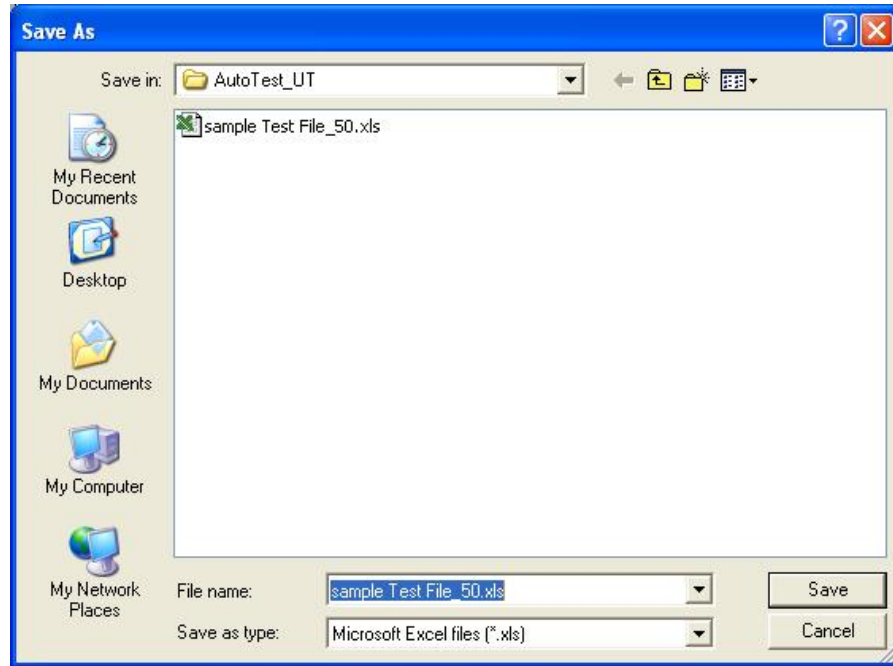 Save As
Save in: AutoTest_UT
sample Test File_50.xls
My Recent
Documents
Desktop
My Documents
My Computer
My Network
Places
File name: sample Test File_50.xls Save
Save as type: Microsoft Excel files (*.xls) Cancel